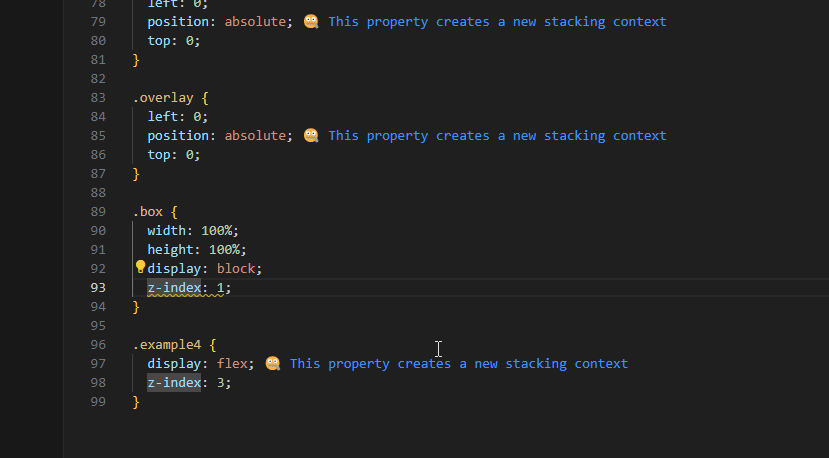 78 left: 0;
79 position: absolute; This property creates a new stacking context
80 top: 0;
81 }
82
83 .overlay {
84 left: 0;
85 position: absolute; This property creates a new stacking context
86 top: 0;
87 }
88
89 .box {
90 width: 100%;
91 height: 100%;
92 display: block;
93 z-index: 1;
94 }
95
96 .example4 {
97 display: flex; This property creates a new stacking context
98 z-index: 3;
99 }